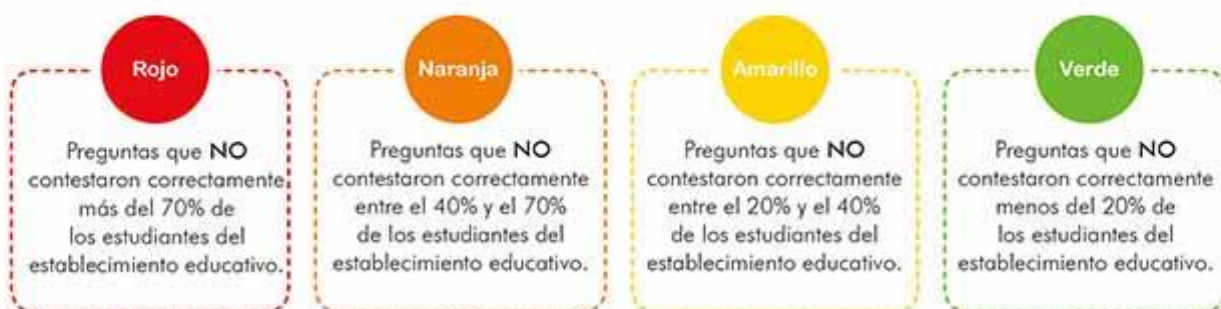 Rojo
Preguntas que NO
contestaron correctamente
más del 70% de
los estudiantes del
establecimiento educativo.
Naranja
Preguntas que NO
contestaron correctamente
entre el 40% y el 70%
de los estudiantes del
establecimiento educativo.
Amarillo
Preguntas que NO
contestaron correctamente
entre el 20% y el 40%
de los estudiantes del
establecimiento educativo.
Verde
Preguntas que NO
contestaron correctamente
menos del 20% de
los estudiantes del
establecimiento educativo.